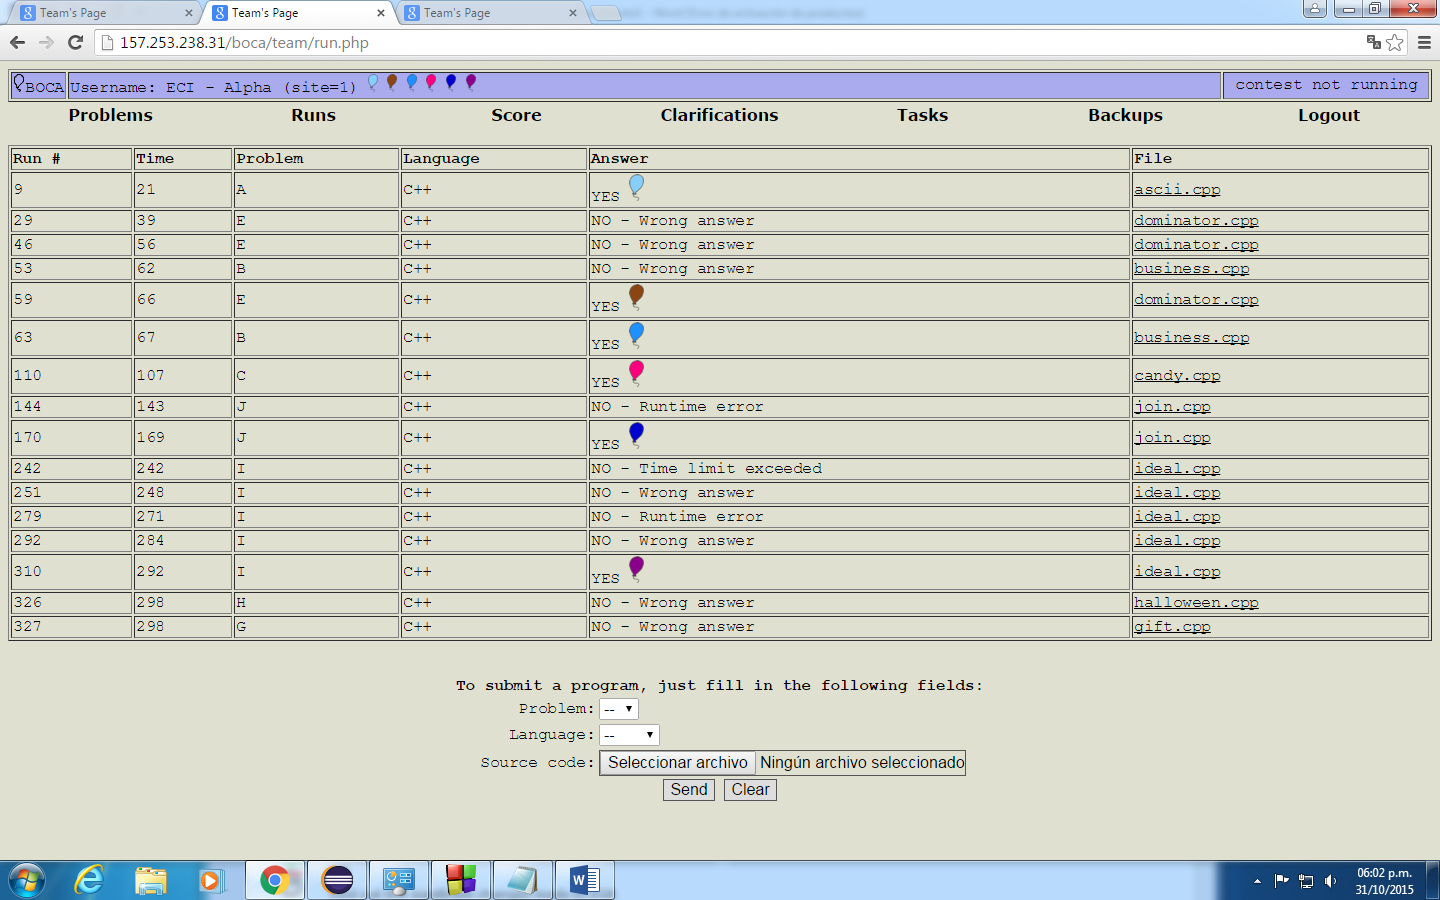 Team's Page
Team's Page
Team's Page
157.253.238.31/boca/team/run.php
BOCA Username: ECI - Alpha (site=1) contest not running
Problems Runs Score Clarifications Tasks Backups Logout
Run # Time Problem Language Answer File
9 21 A C++ YES ascii.cpp
29 39 E C++ NO - Wrong answer dominator.cpp
46 56 E C++ NO - Wrong answer dominator.cpp
53 62 B C++ NO - Wrong answer business.cpp
59 66 E C++ YES dominator.cpp
63 67 B C++ YES business.cpp
110 107 C C++ YES candy.cpp
144 143 J C++ NO - Runtime error join.cpp
170 169 J C++ YES join.cpp
242 242 I C++ NO - Time limit exceeded ideal.cpp
251 248 I C++ NO - Wrong answer ideal.cpp
279 271 I C++ NO - Runtime error ideal.cpp
292 284 I C++ NO - Wrong answer ideal.cpp
310 292 I C++ YES ideal.cpp
326 298 H C++ NO - Wrong answer halloween.cpp
327 298 G C++ NO - Wrong answer gift.cpp
To submit a program, just fill in the following fields:
Problem: --
Language: --
Source code: Seleccionar archivo Ningún archivo seleccionado
Send Clear
06:02 p.m.
31/10/2015